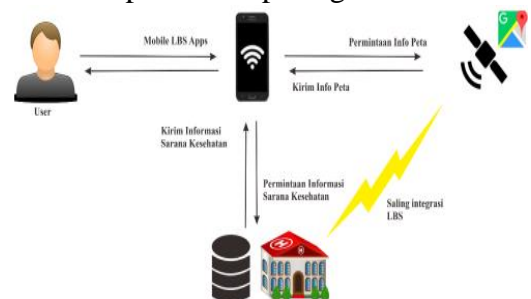 Mobile LBS Apps
Permintaan Info Peta
Kirim Info Peta
User
Kirim Informasi
Sarana Kesehatan
Permintaan Informasi
Sarana Kesehatan
Saling integrasi
LBS
H